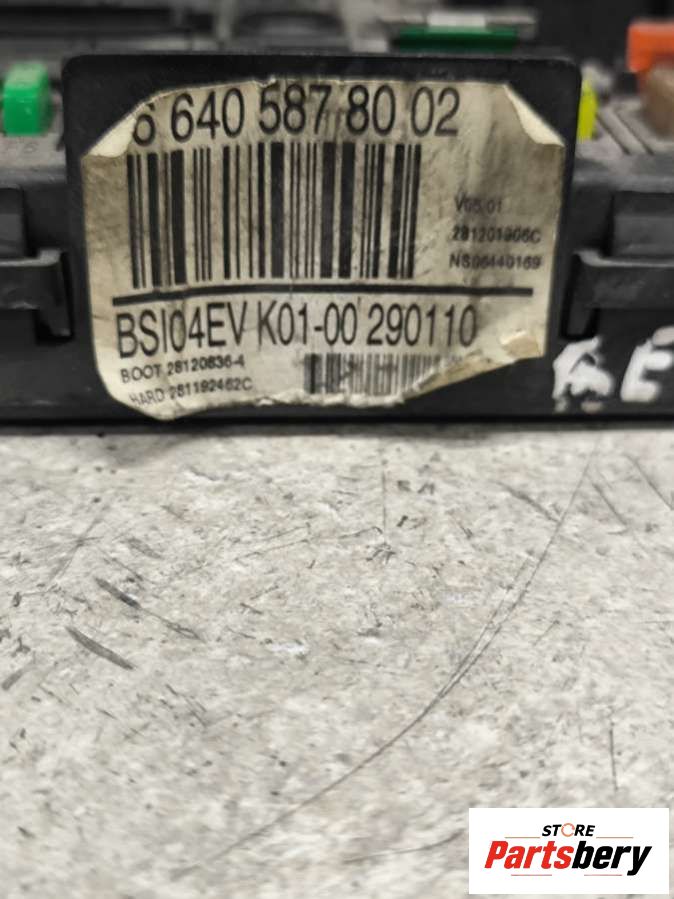 6 640 587 80 02
V05.01
281201906C
NS06440169
BSI04EV K01-00 290110
BOOT 28120636-4
HARD 281192462C
STORE
Partsbery